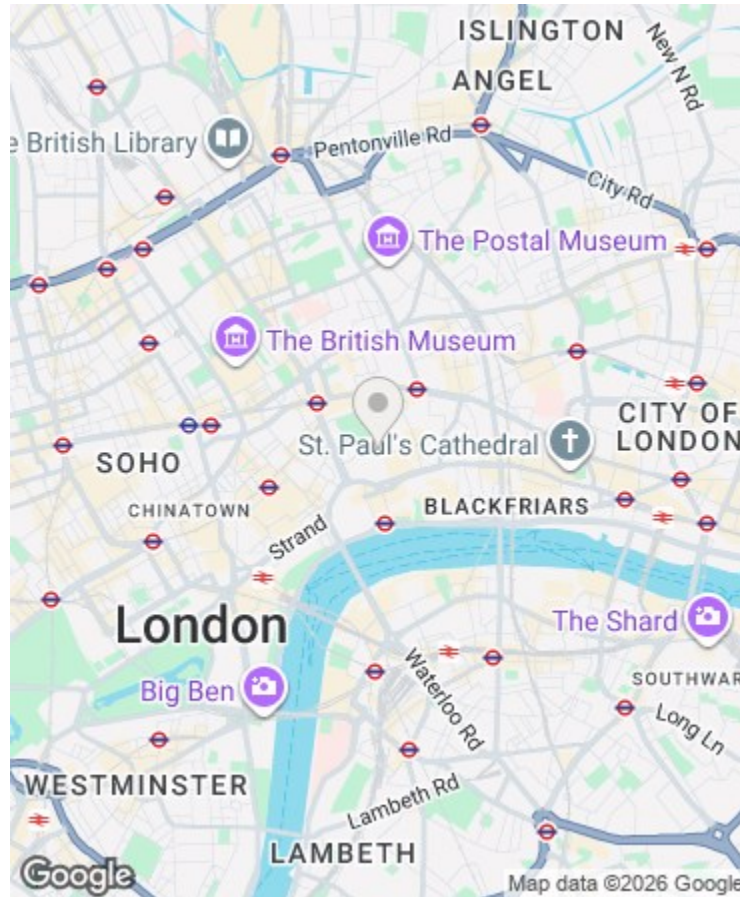 ISLINGTON
ANGEL
New N Rd
e British Library
Pentonville Rd
City Rd
The Postal Museum
The British Museum
CITY OF
LONDON
St. Paul's Cathedral
SOHO
CHINATOWN
BLACKFRIARS
Strand
London
The Shard
Big Ben
Waterloo Rd
SOUTHWAR
Long Ln
WESTMINSTER
Lambeth Rd
LAMBETH
Google
Map data ©2026 Google